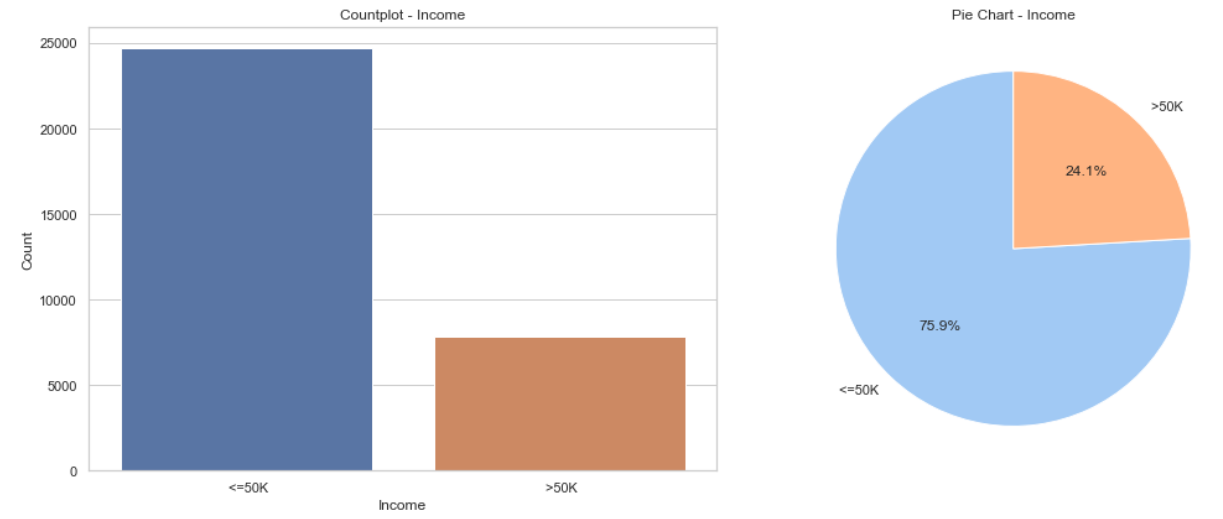 Countplot - Income
25000
20000
15000
10000
5000
0
Count
<=50K
>50K
Income
Pie Chart - Income
>50K
24.1%
75.9%
<=50K